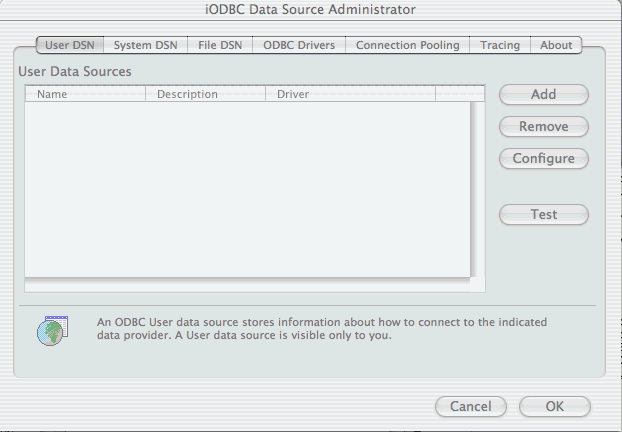 iODBC Data Source Administrator
User DSN System DSN File DSN ODBC Drivers Connection Pooling Tracing About
User Data Sources
Name Description Driver
Add
Remove
Configure
Test
An ODBC User data source stores information about how to connect to the indicated
data provider. A User data source is visible only to you.
Cancel OK